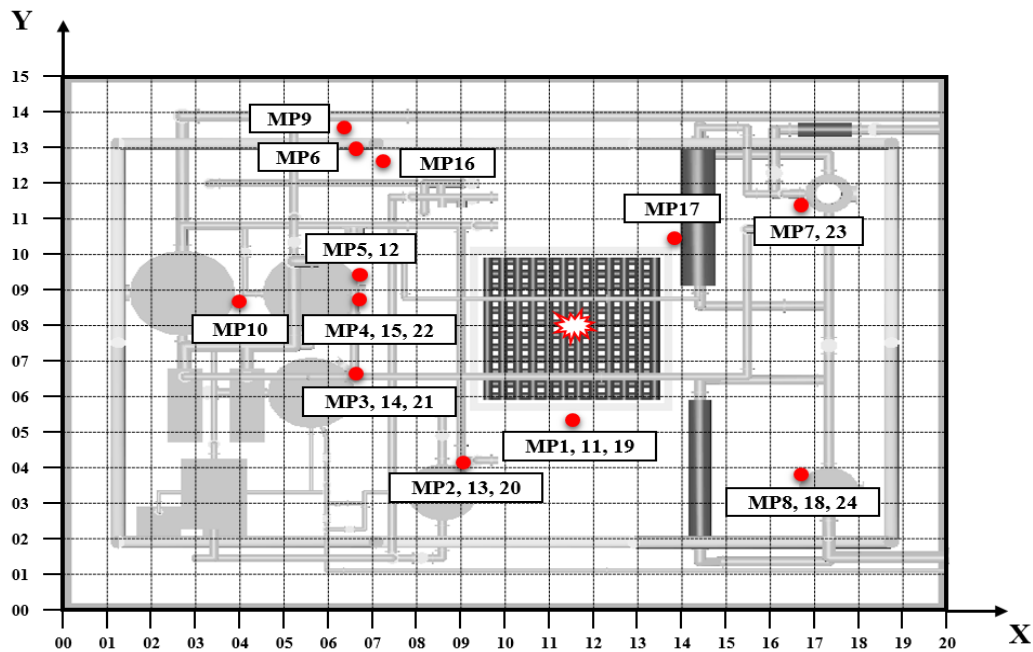 Y
15
14
MP9
13
MP6
MP16
12
MP17
11
MP7, 23
MP5, 12
10
09
MP10
MP4, 15, 22
08
07
MP3, 14, 21
06
05
MP1, 11, 19
04
MP2, 13, 20
MP8, 18, 24
03
02
01
00
00 01 02 03 04 05 06 07 08 09 10 11 12 13 14 15 16 17 18 19 20
X